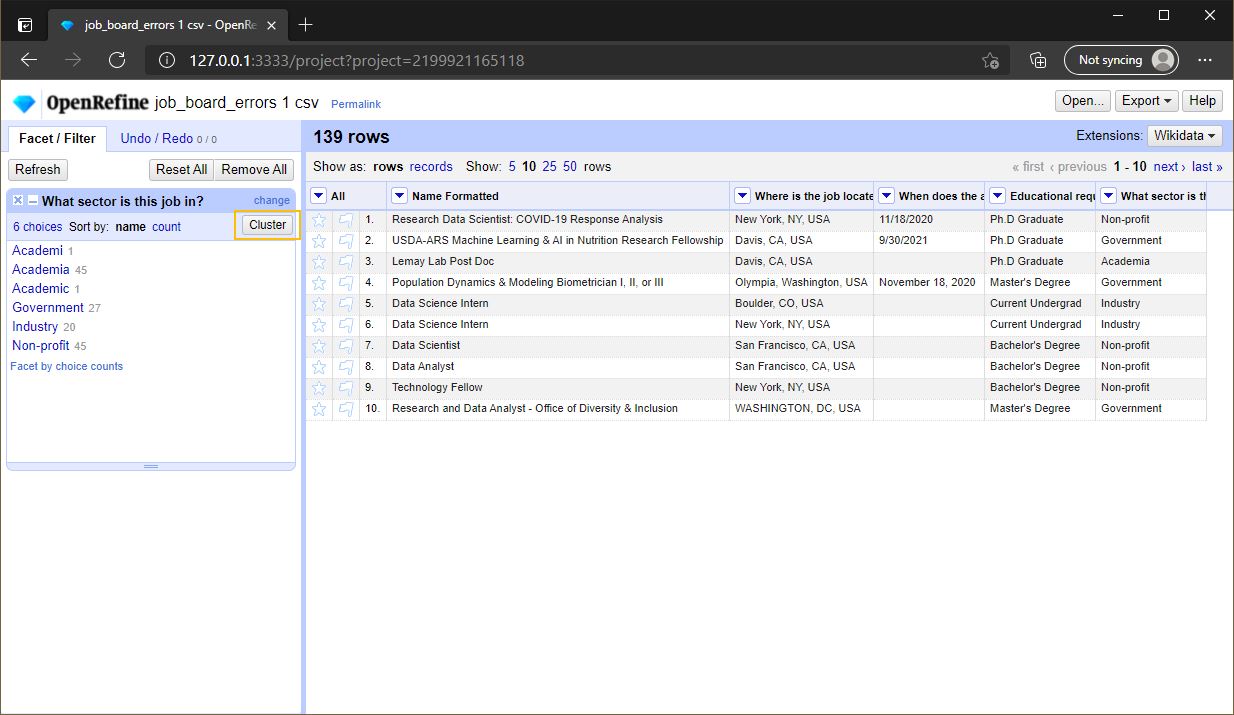 job_board_errors 1 csv - OpenRe
127.0.0.1:3333/project?project=2199921165118
Not syncing
OpenRefine job_board_errors 1 csv Permalink
Open... Export Help
Facet / Filter Undo / Redo 0 / 0
Refresh Reset All Remove All
What sector is this job in? change
6 choices Sort by: name count Cluster
Academi 1
Academia 45
Academic 1
Government 27
Industry 20
Non-profit 45
Facet by choice counts
139 rows
Extensions: Wikidata
Show as: rows records Show: 5 10 25 50 rows
« first ‹ previous 1 - 10 next › last »
All Name Formatted Where is the job locate When does the a Educational requ What sector is th
1. Research Data Scientist: COVID-19 Response Analysis New York, NY, USA 11/18/2020 Ph.D Graduate Non-profit
2. USDA-ARS Machine Learning & AI in Nutrition Research Fellowship Davis, CA, USA 9/30/2021 Ph.D Graduate Government
3. Lemay Lab Post Doc Davis, CA, USA Ph.D Graduate Academia
4. Population Dynamics & Modeling Biometrician I, II, or III Olympia, Washington, USA November 18, 2020 Master's Degree Government
5. Data Science Intern Boulder, CO, USA Current Undergrad Industry
6. Data Science Intern New York, NY, USA Current Undergrad Industry
7. Data Scientist San Francisco, CA, USA Bachelor's Degree Non-profit
8. Data Analyst San Francisco, CA, USA Bachelor's Degree Non-profit
9. Technology Fellow New York, NY, USA Bachelor's Degree Non-profit
10. Research and Data Analyst - Office of Diversity & Inclusion WASHINGTON, DC, USA Master's Degree Government